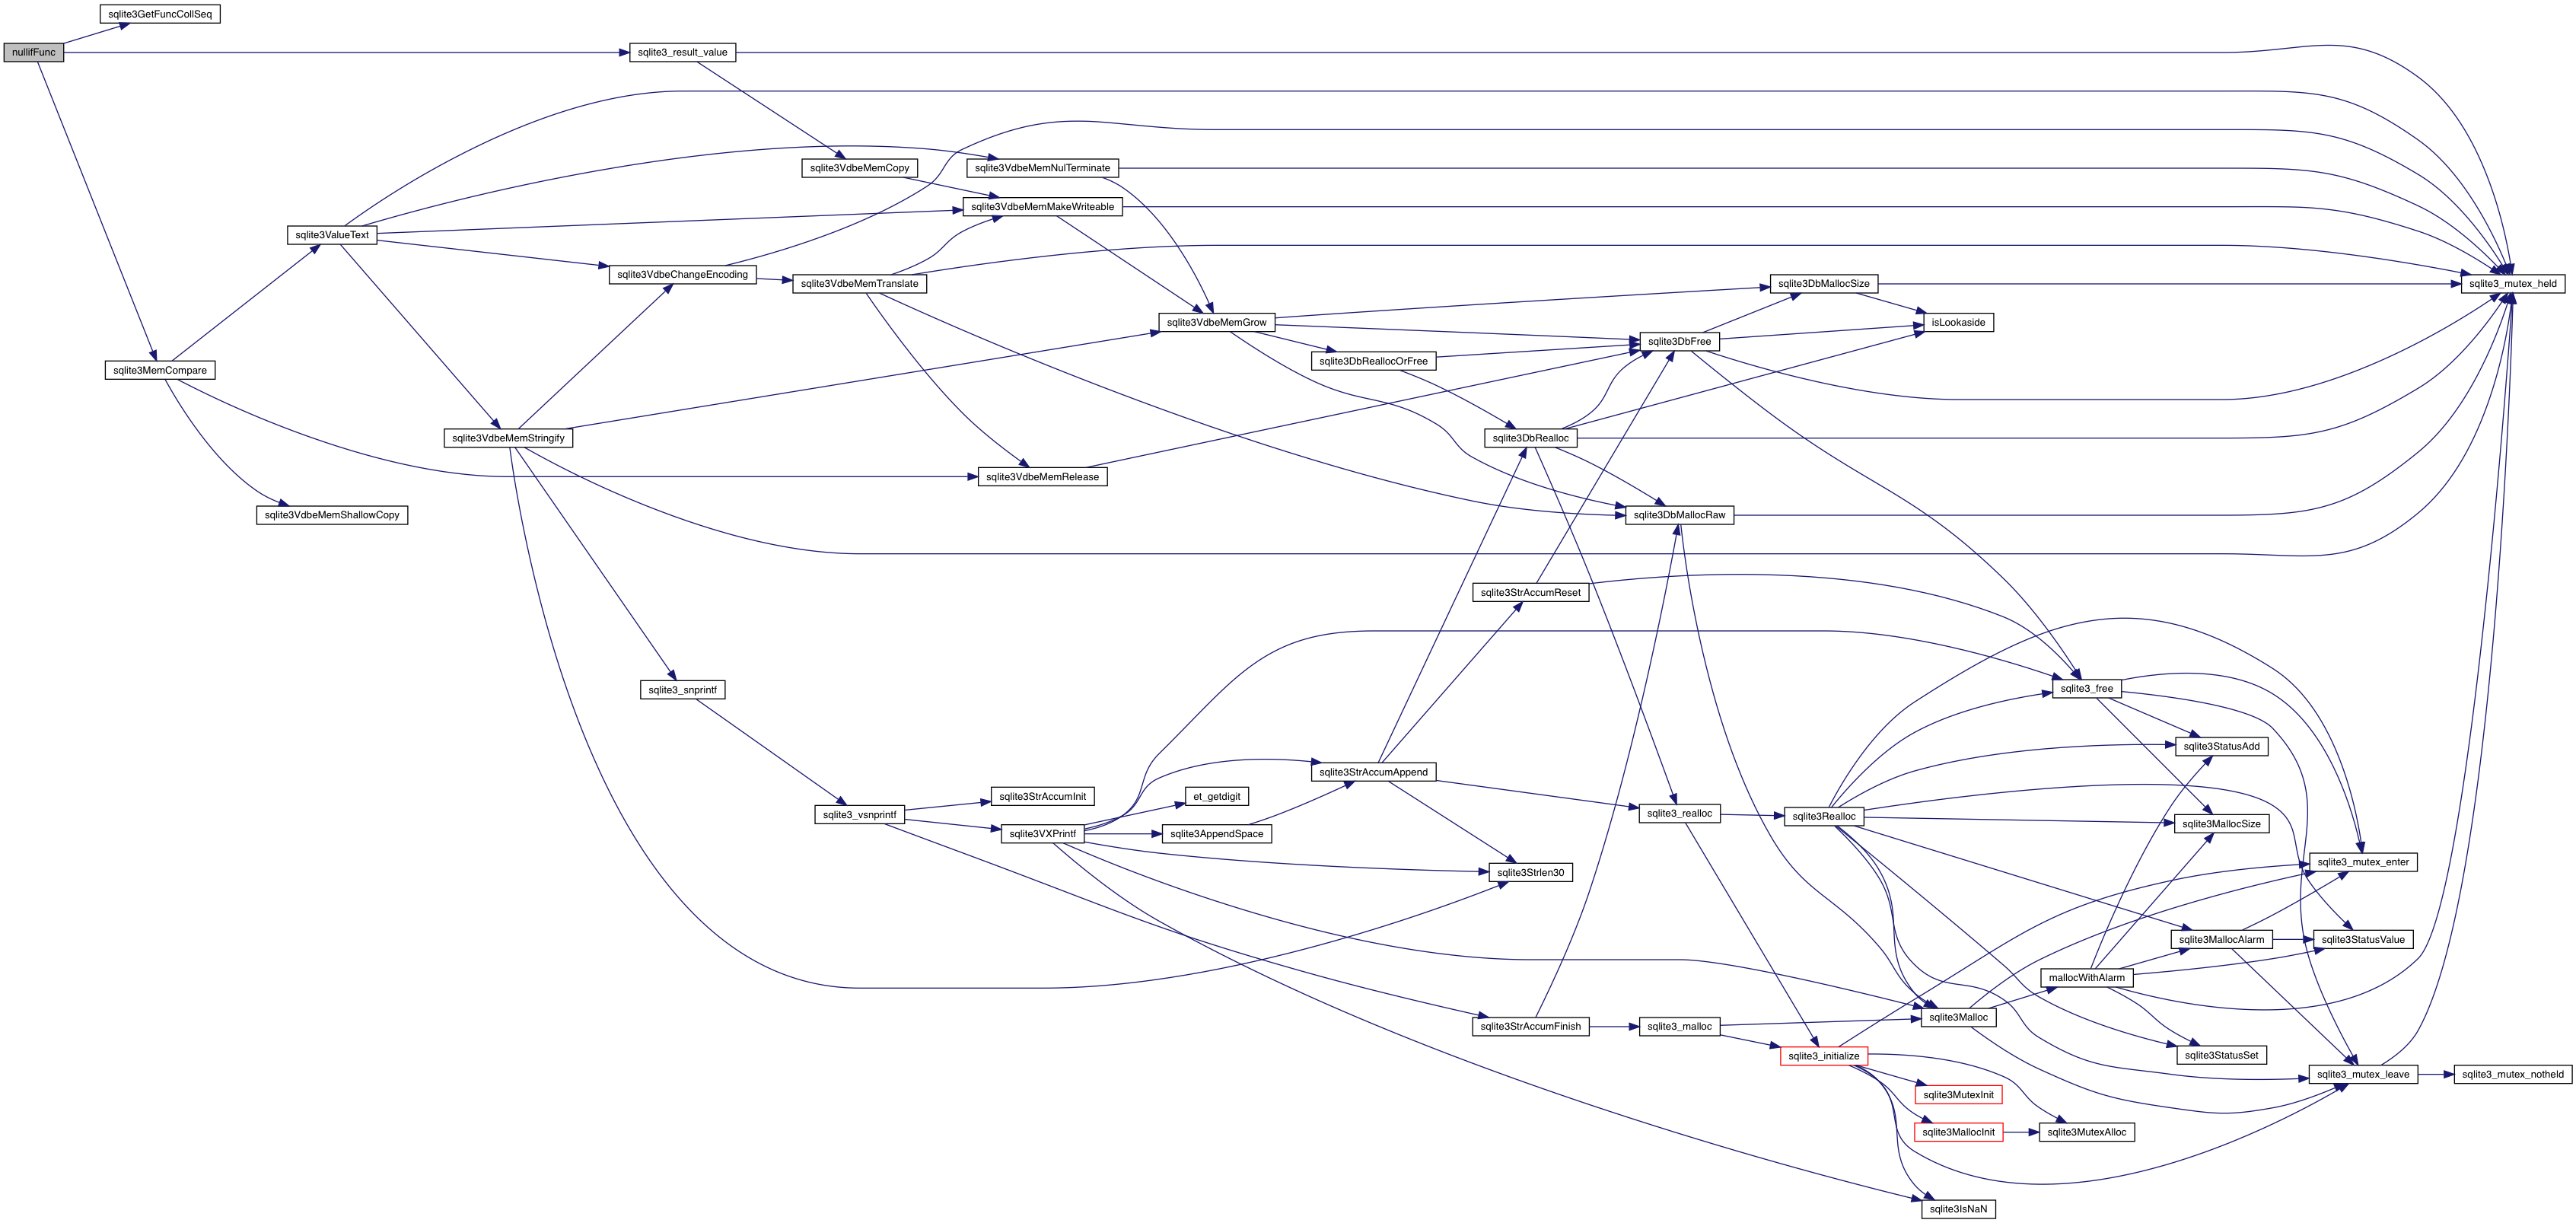 sqlite3GetFuncCollSeq
nullifFunc
sqlite3_result_value
sqlite3VdbeMemCopy
sqlite3VdbeMemNulTerminate
sqlite3VdbeMemMakeWriteable
sqlite3ValueText
sqlite3VdbeChangeEncoding
sqlite3VdbeMemTranslate
sqlite3DbMallocSize
sqlite3_mutex_held
sqlite3VdbeMemGrow
isLookaside
sqlite3DbFree
sqlite3DbReallocOrFree
sqlite3MemCompare
sqlite3VdbeMemStringify
sqlite3DbRealloc
sqlite3VdbeMemRelease
sqlite3VdbeMemShallowCopy
sqlite3DbMallocRaw
sqlite3StrAccumReset
sqlite3_snprintf
sqlite3_free
sqlite3StatusAdd
sqlite3StrAccumAppend
sqlite3StrAccumInit
et_getdigit
sqlite3_vsnprintf
sqlite3_realloc
sqlite3Realloc
sqlite3MallocSize
sqlite3VXPrintf
sqlite3AppendSpace
sqlite3_mutex_enter
sqlite3Strlen30
sqlite3MallocAlarm
sqlite3StatusValue
mallocWithAlarm
sqlite3Malloc
sqlite3StrAccumFinish
sqlite3_malloc
sqlite3_initialize
sqlite3StatusSet
sqlite3_mutex_leave
sqlite3_mutex_notheld
sqlite3MutexInit
sqlite3MallocInit
sqlite3MutexAlloc
sqlite3IsNaN